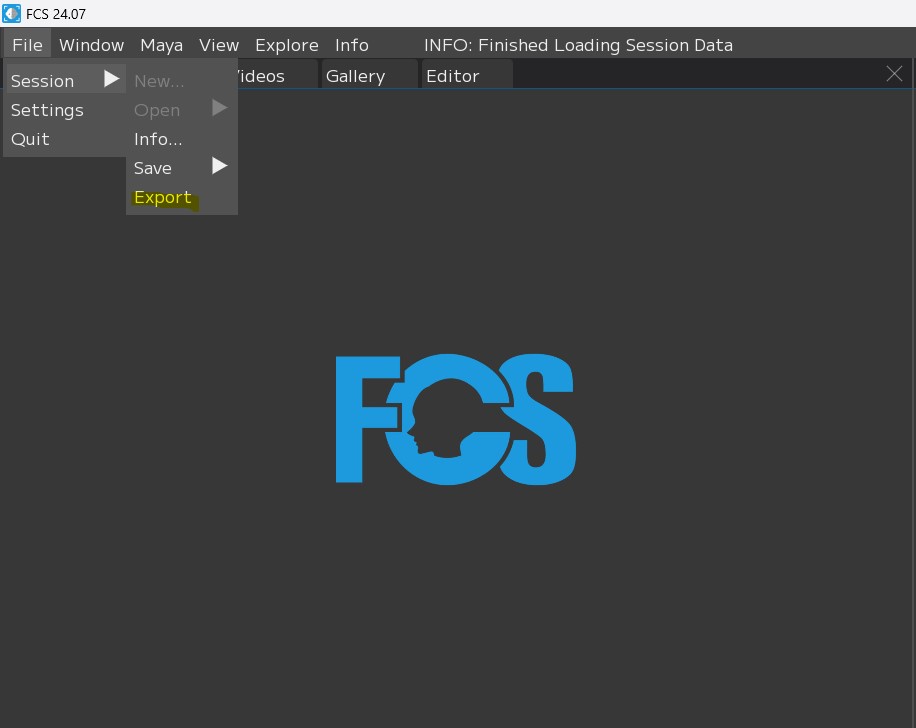 FCS 24.07
File Window Maya View Explore Info INFO: Finished Loading Session Data
Videos Gallery Editor
Session
Settings
Quit
New...
Open
Info...
Save
Export
FCS